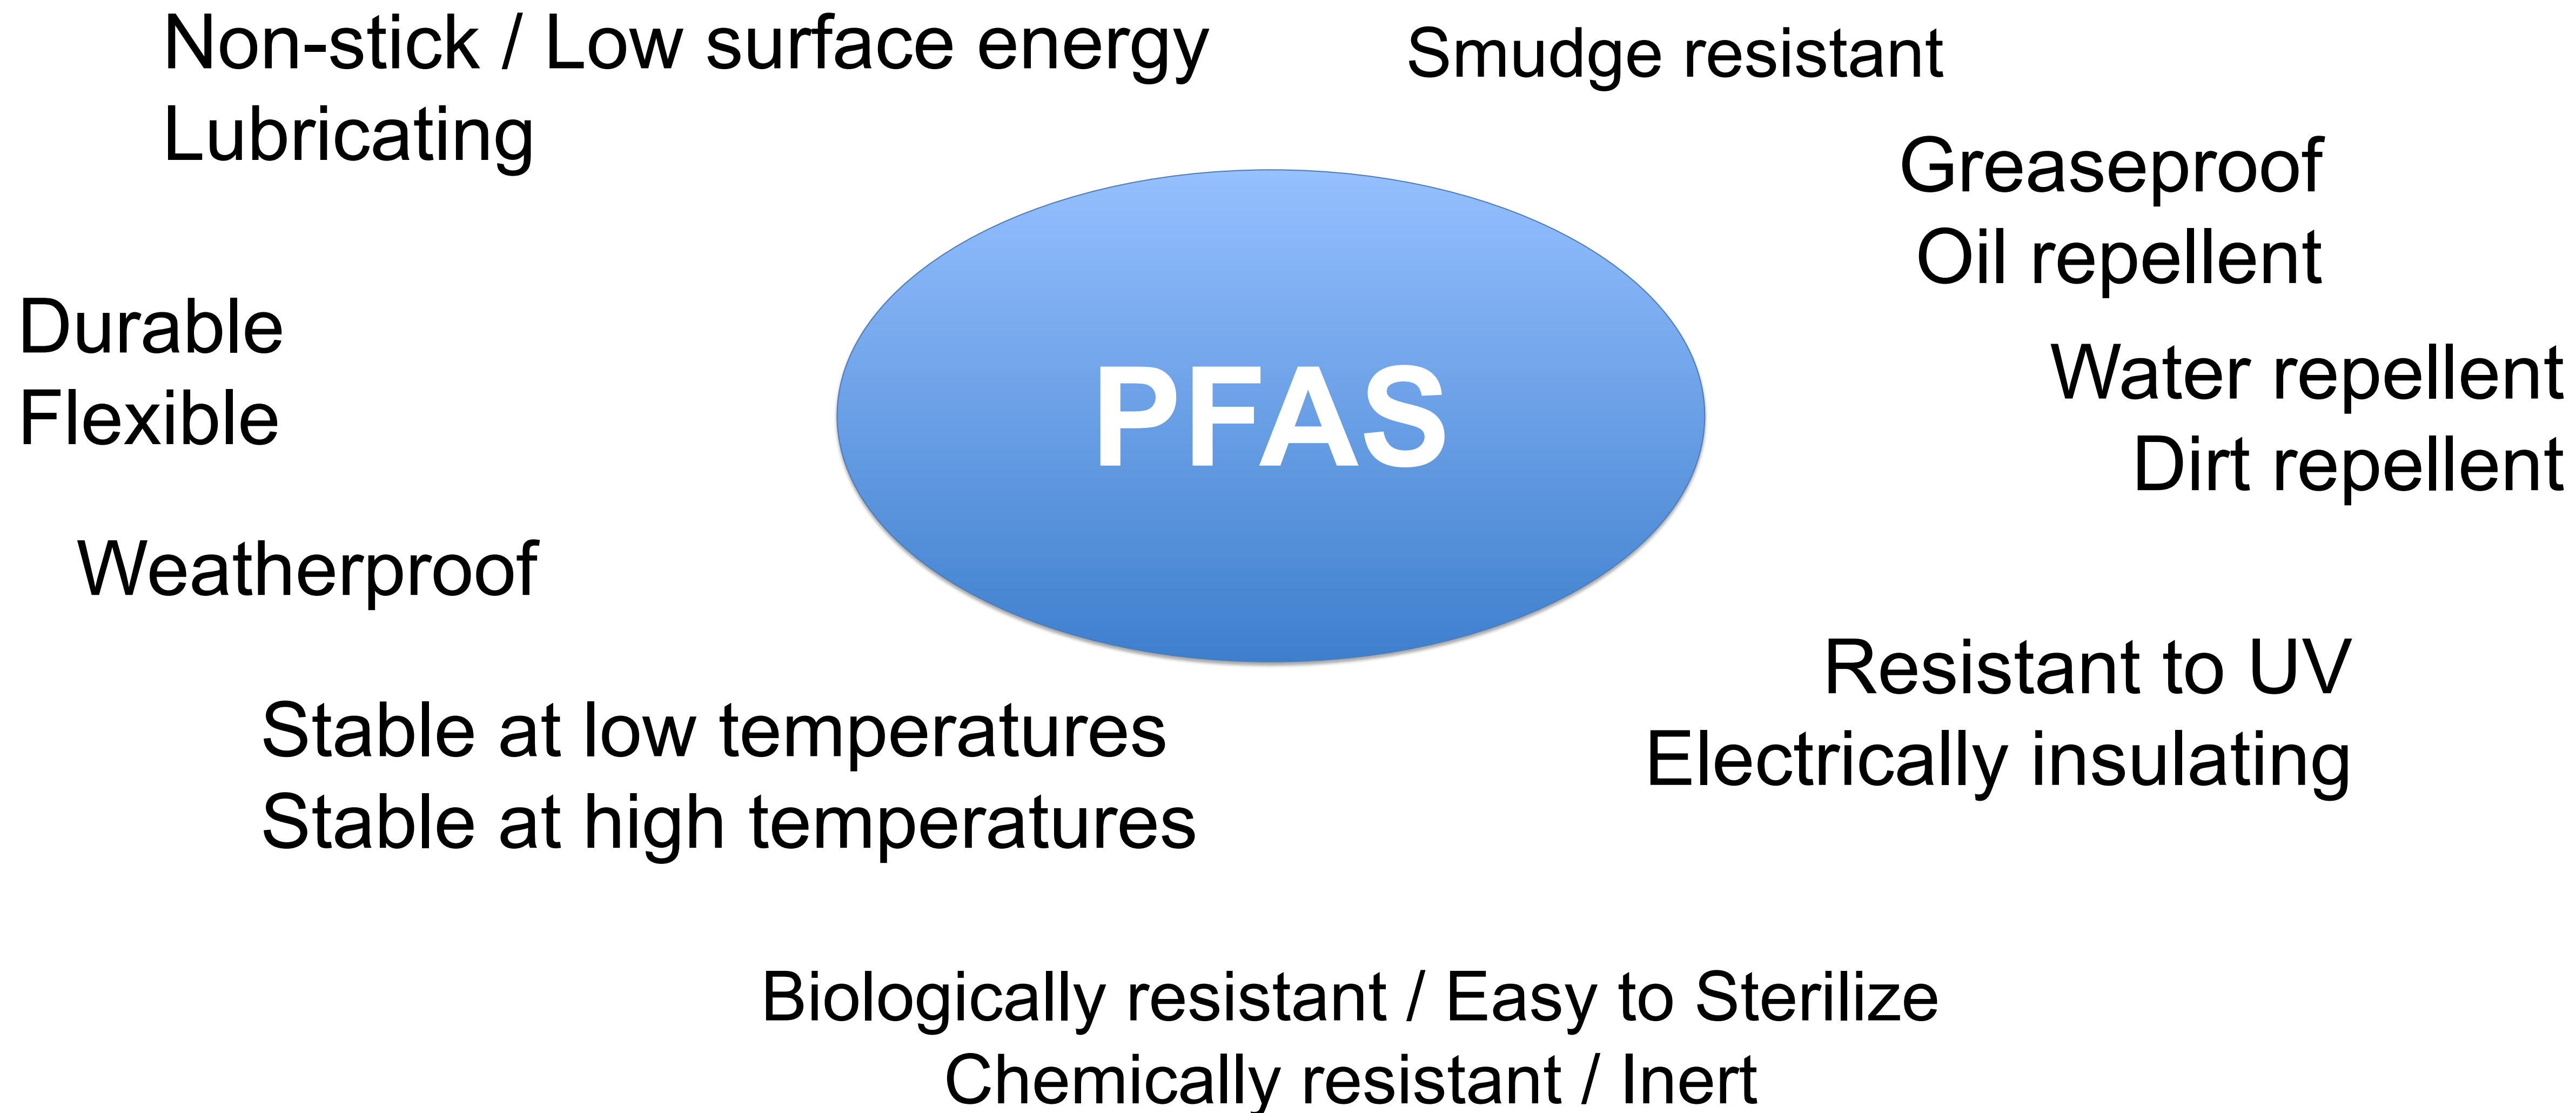 Non-stick / Low surface energy
Lubricating
Smudge resistant
Greaseproof
Oil repellent
Durable
Flexible
PFAS
Water repellent
Dirt repellent
Weatherproof
Resistant to UV
Electrically insulating
Stable at low temperatures
Stable at high temperatures
Biologically resistant / Easy to Sterilize
Chemically resistant / Inert